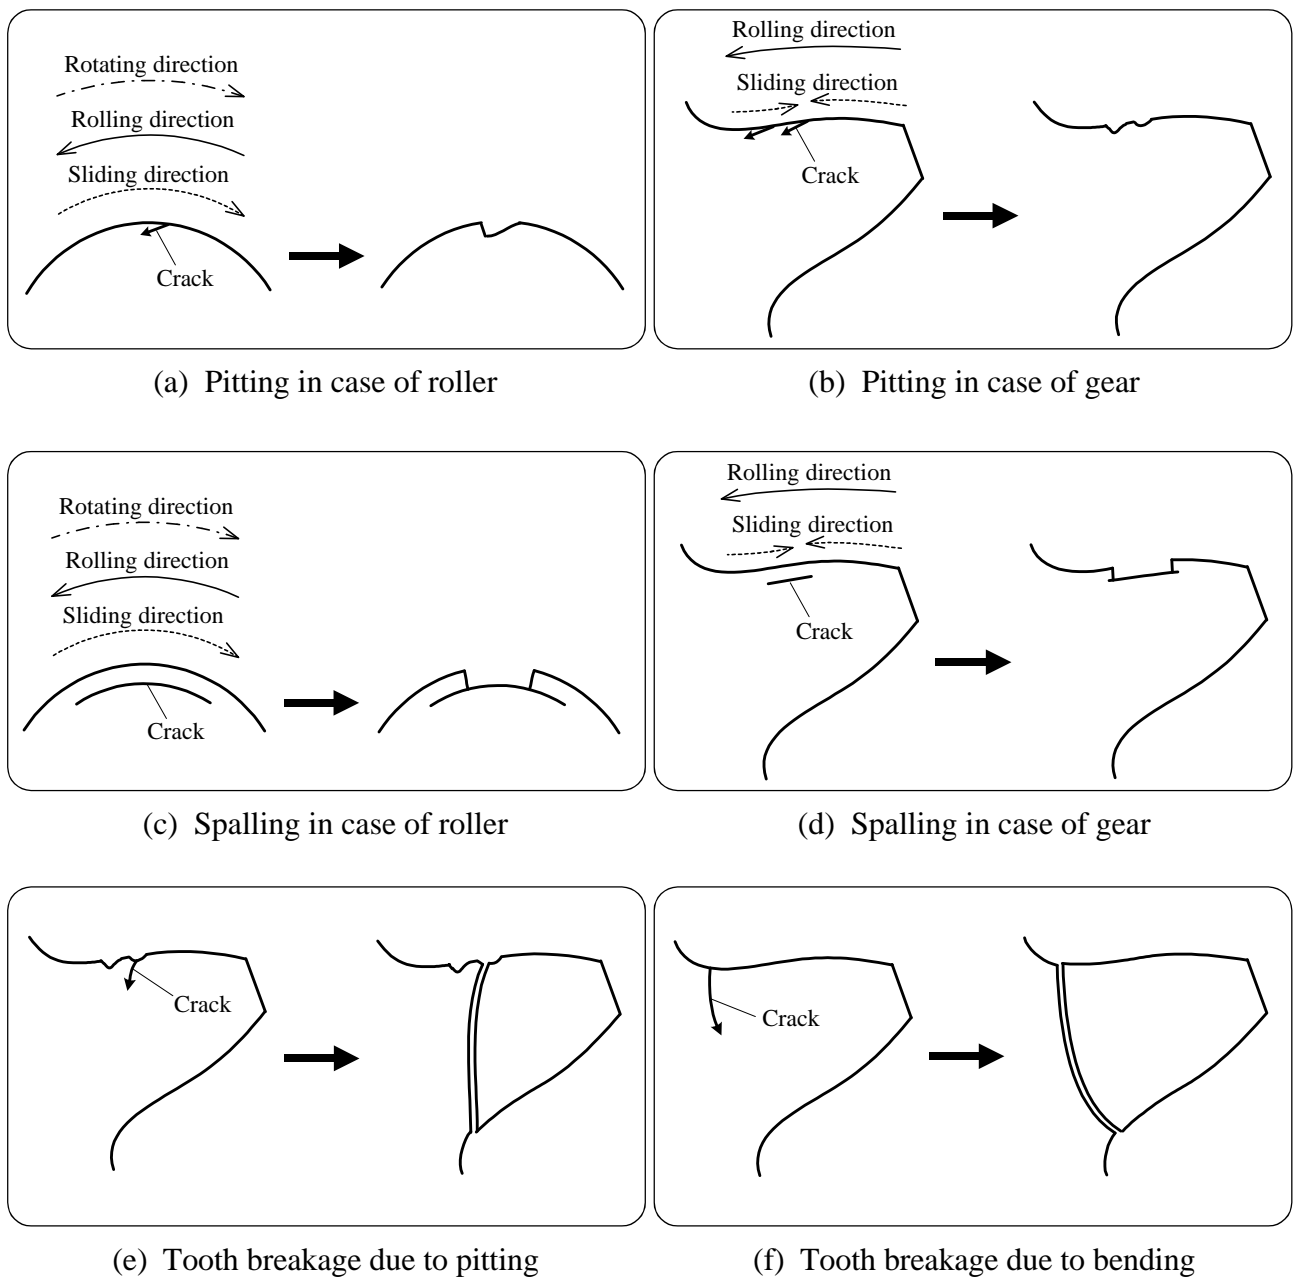 Rotating direction
Rolling direction
Sliding direction
Crack
(a) Pitting in case of roller
Rolling direction
Sliding direction
Crack
(b) Pitting in case of gear
Rotating direction
Rolling direction
Sliding direction
Crack
(c) Spalling in case of roller
Rolling direction
Sliding direction
Crack
(d) Spalling in case of gear
Crack
(e) Tooth breakage due to pitting
Crack
(f) Tooth breakage due to bending